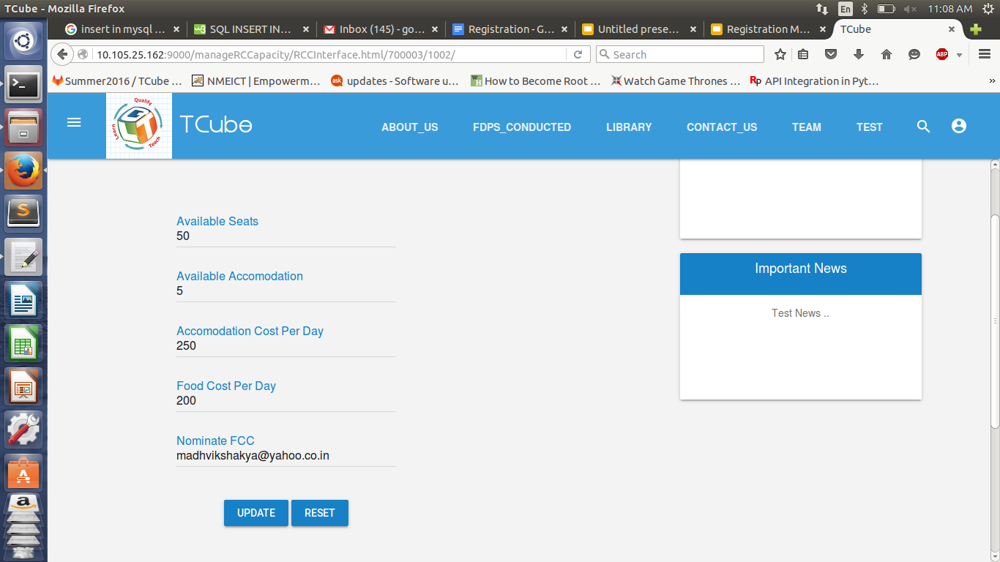 TCube - Mozilla Firefox
En
11:08 AM
insert in mysql ...
SQL INSERT IN...
Inbox (145) - go...
Registration - G...
Untitled prese...
Registration M...
TCube
10.105.25.162:9000/manageRCCapacity/RCCInterface.html/700003/1002/
Search
ABP
Summer2016 / TCube ...
NMEICT | Empowerm...
ask
updates - Software u...
How to Become Root ...
Watch Game Thrones ...
Rp
API Integration in Pyt...
»
Qualify
Learn
Teach
TCube
ABOUT_US
FDPS_CONDUCTED
LIBRARY
CONTACT_US
TEAM
TEST
Available Seats
50
Available Accomodation
5
Accomodation Cost Per Day
250
Food Cost Per Day
200
Nominate FCC
madhvikshakya@yahoo.co.in
UPDATE
RESET
Important News
Test News ..